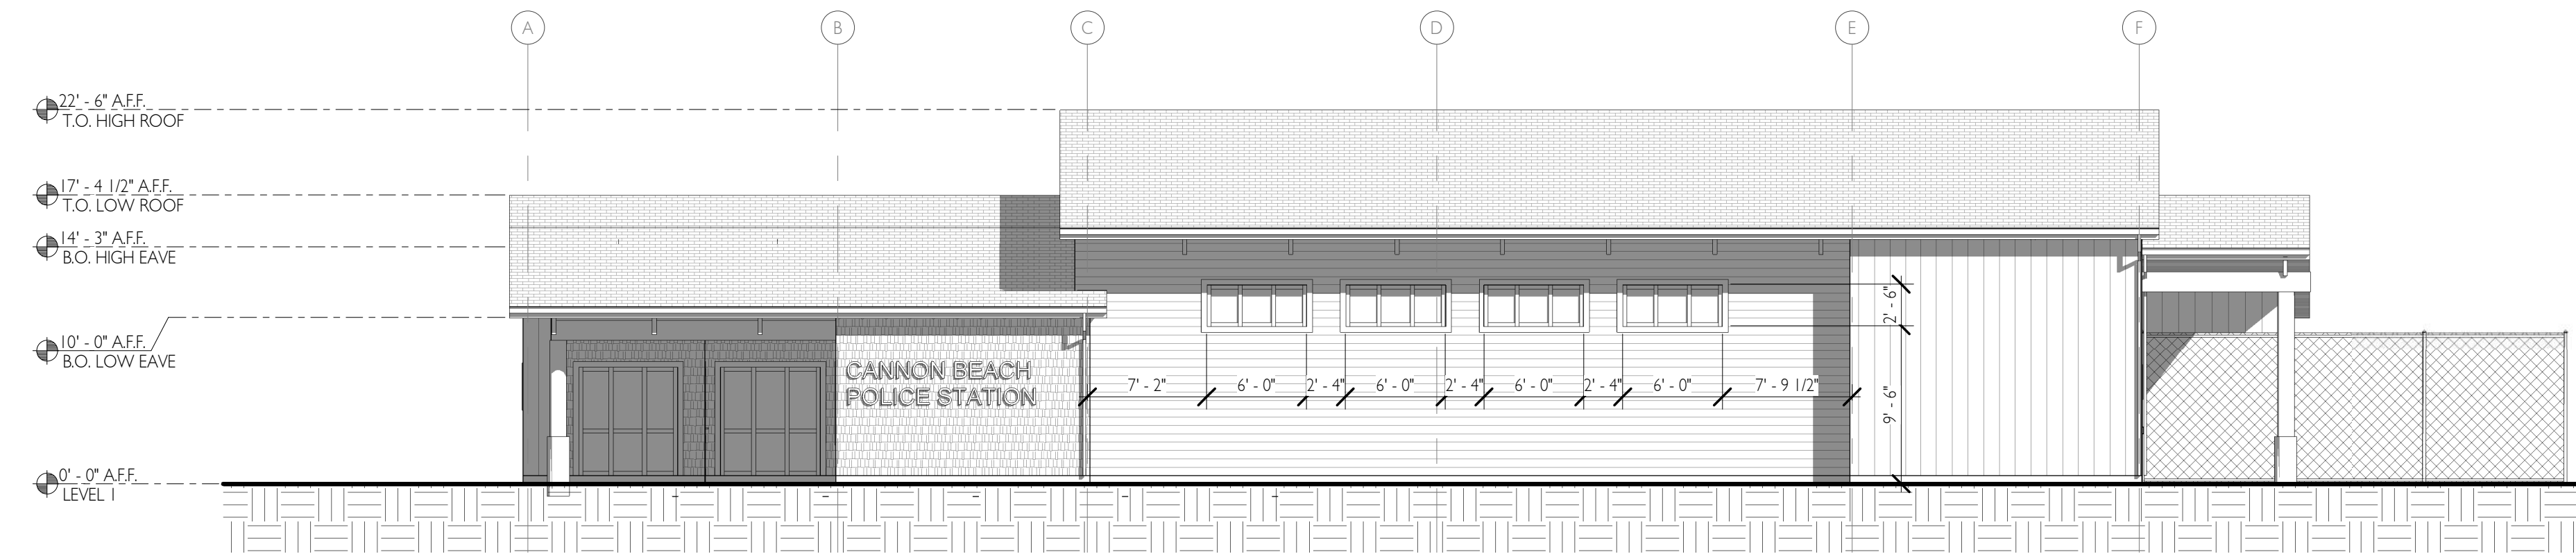 A B C D E F
22' - 6" A.F.F.
T.O. HIGH ROOF
17' - 4 1/2" A.F.F.
T.O. LOW ROOF
14' - 3" A.F.F.
B.O. HIGH EAVE
10' - 0" A.F.F.
B.O. LOW EAVE
0' - 0" A.F.F.
LEVEL 1
CANNON BEACH
POLICE STATION
7' - 2" 6' - 0" 2' - 4" 6' - 0" 2' - 4" 6' - 0" 2' - 4" 6' - 0" 7' - 9 1/2"
2' - 6"
9' - 6"